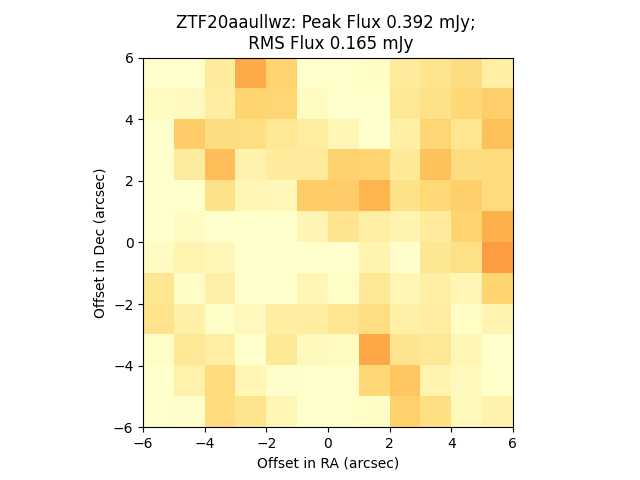 ZTF20aaullwz: Peak Flux 0.392 mJy;
RMS Flux 0.165 mJy
6
4
2
0
−2
−4
−6
Offset in Dec (arcsec)
−6 −4 −2 0 2 4 6
Offset in RA (arcsec)